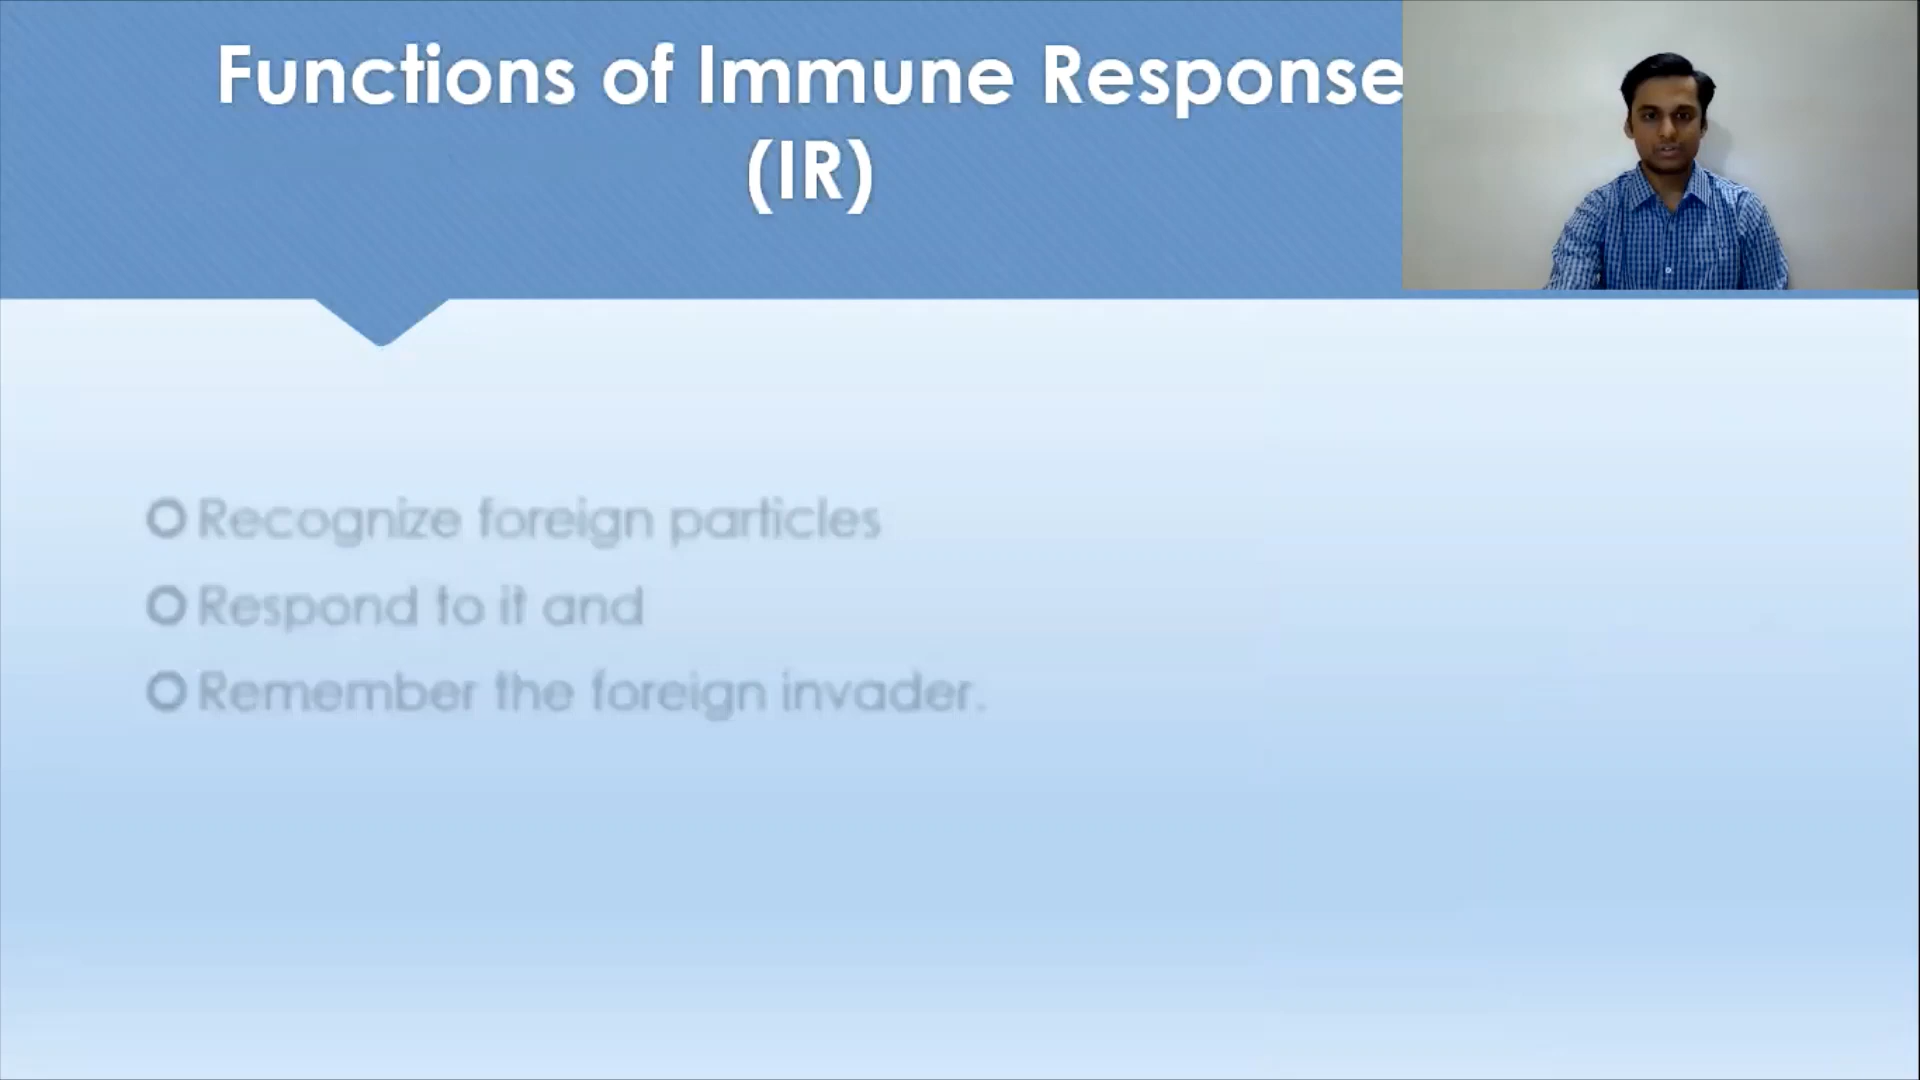 Functions of Immune Response
(IR)
Recognize foreign particles
Respond to it and
Remember the foreign invader.